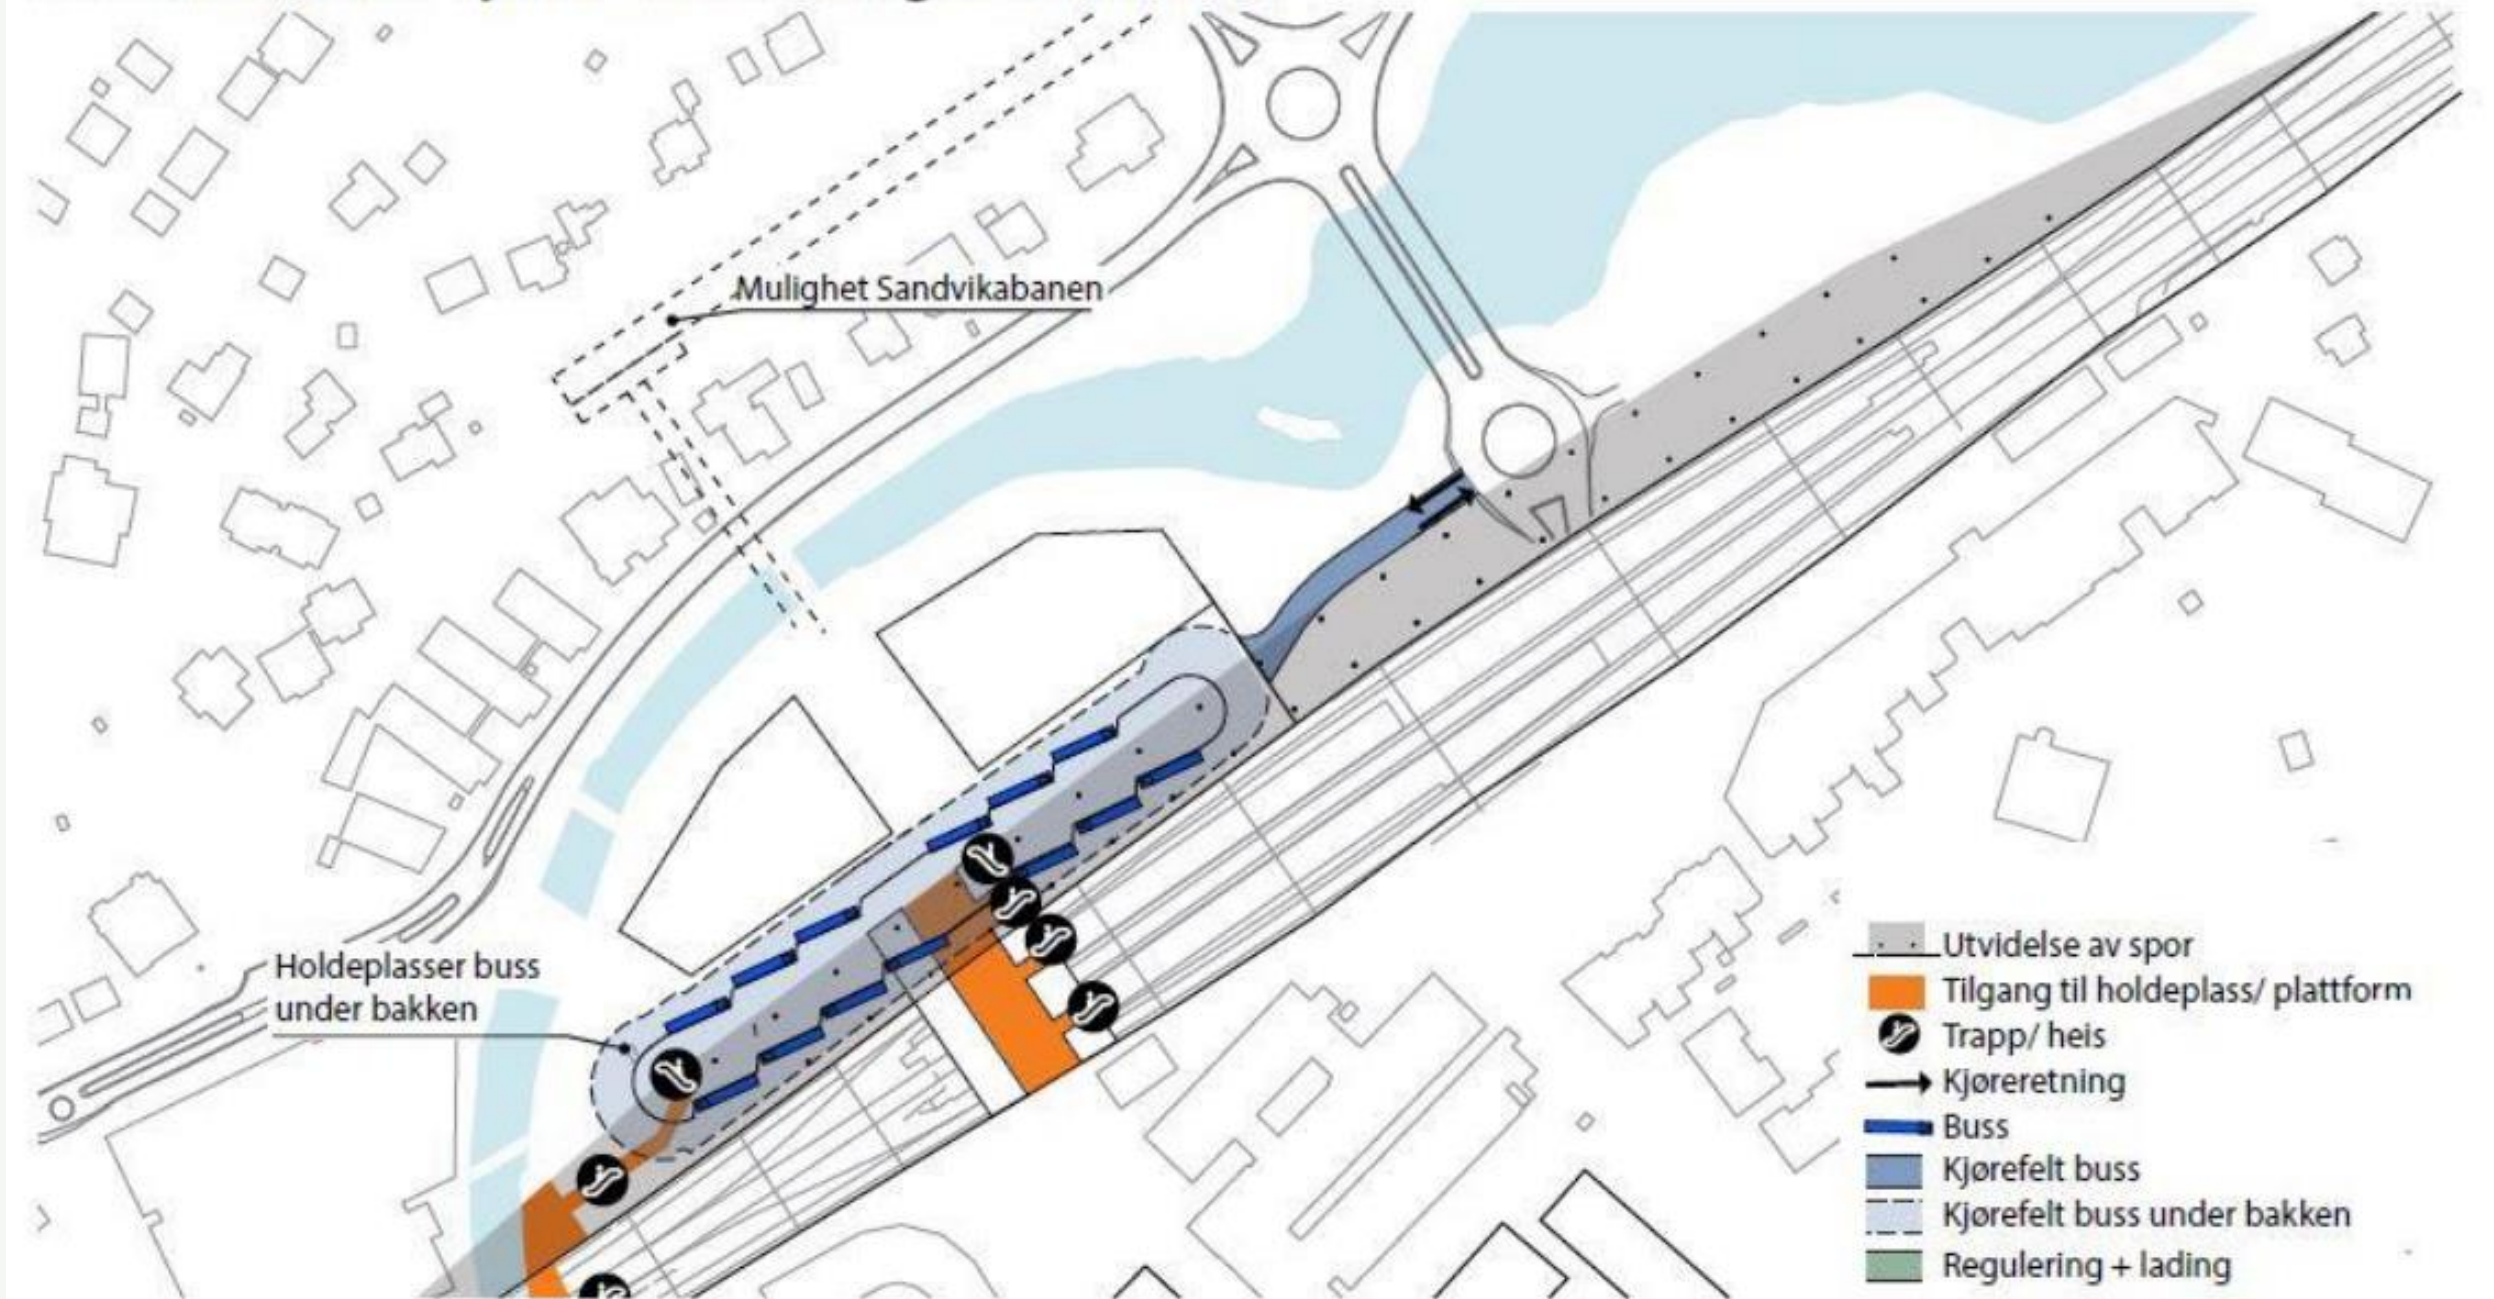 Mulighet Sandvikabanen
Holdeplasser buss
under bakken
Utvidelse av spor
Tilgang til holdeplass/ plattform
Trapp/ heis
Kjøreretning
Buss
Kjørefelt buss
Kjørefelt buss under bakken
Regulering + lading